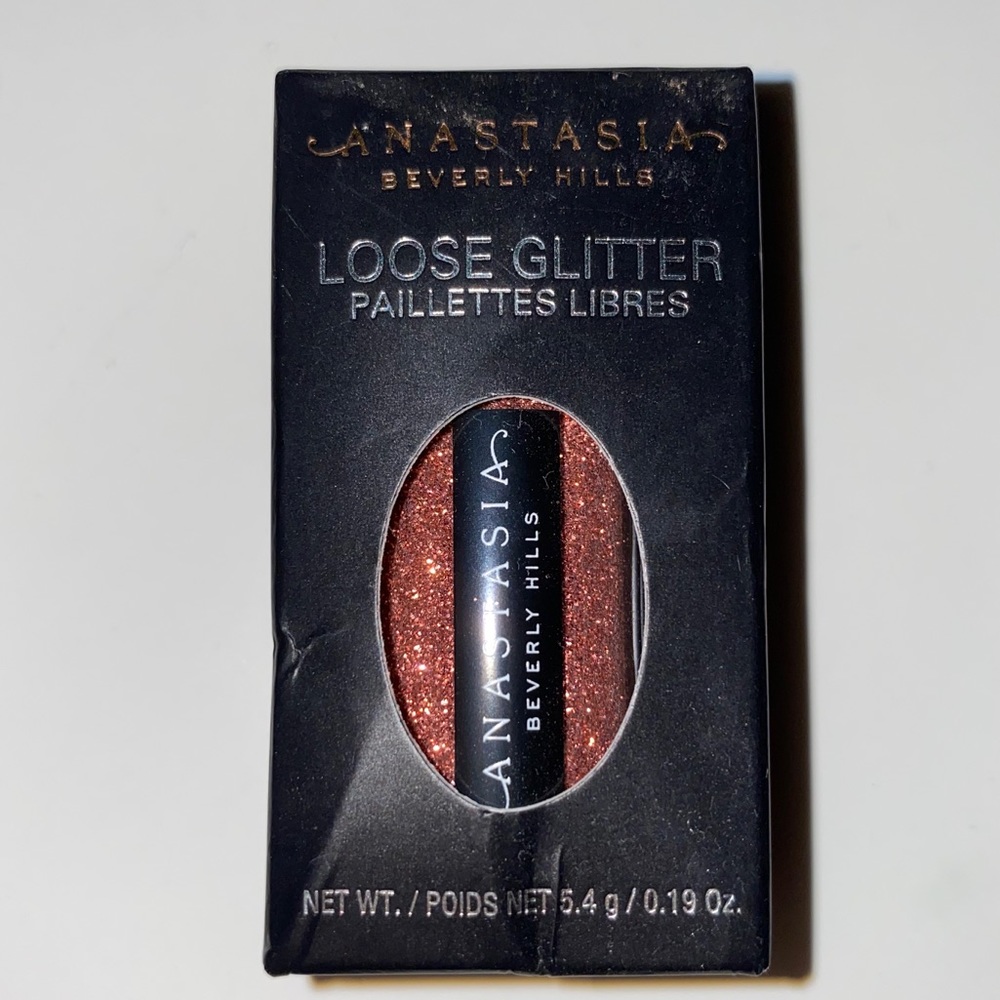 ANASTASIA
BEVERLY HILLS
LOOSE GLITTER
PAILLETTES LIBRES
ANASTASIA
BEVERLY HILLS
NET WT. / POIDS NET 5.4 g / 0.19 Oz.